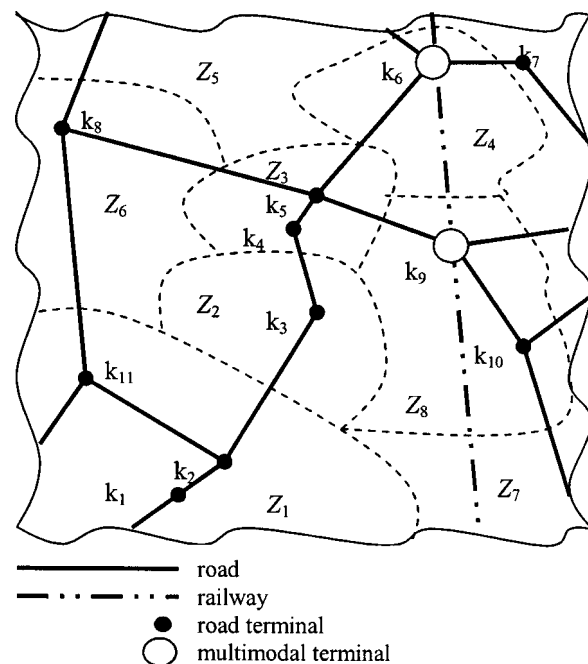 k₇
k₆
Z₅
k₈
Z₄
Z₃
Z₆
k₅
k₄
k₉
Z₂
k₃
k₁₀
k₁₁
Z₈
k₂
k₁
Z₁
Z₇
road
railway
road terminal
multimodal terminal